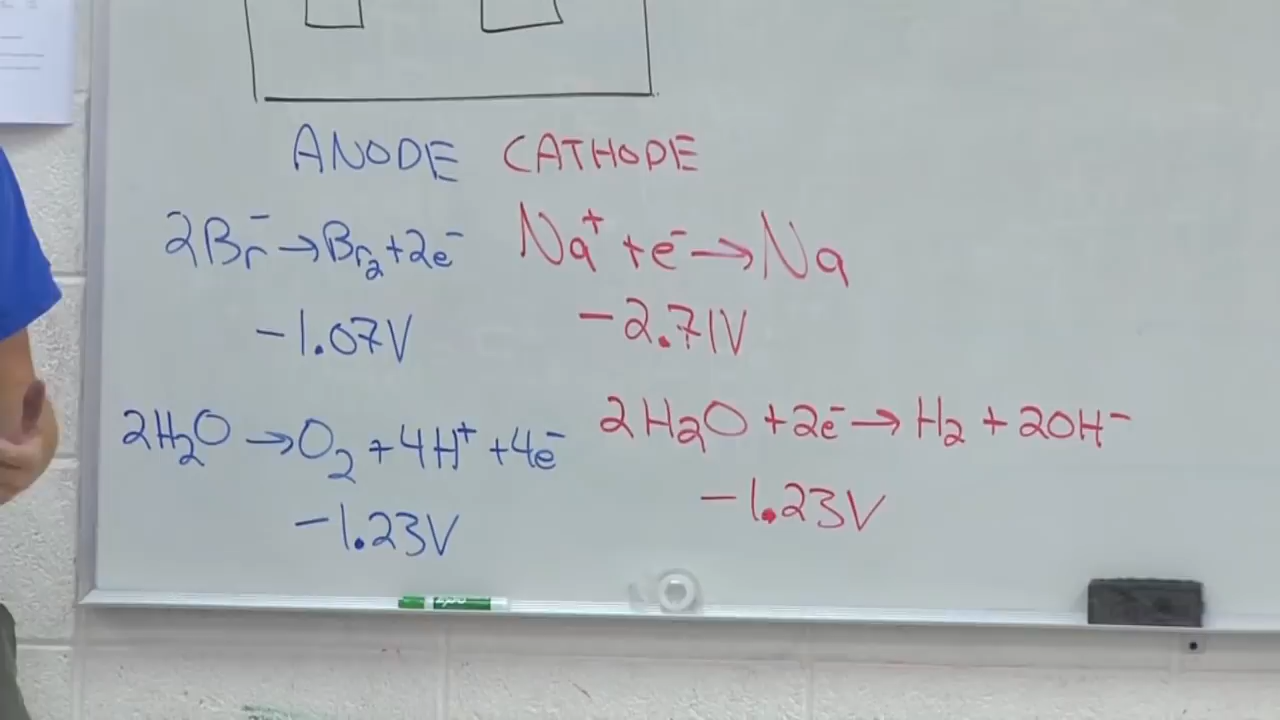 ANODE CATHODE
2Br⁻ → Br₂ + 2e⁻
Na⁺ + e⁻ → Na
-1.07V
-2.71V
2H₂O → O₂ + 4H⁺ + 4e⁻
2H₂O + 2e⁻ → H₂ + 2OH⁻
-1.23V
-1.23V